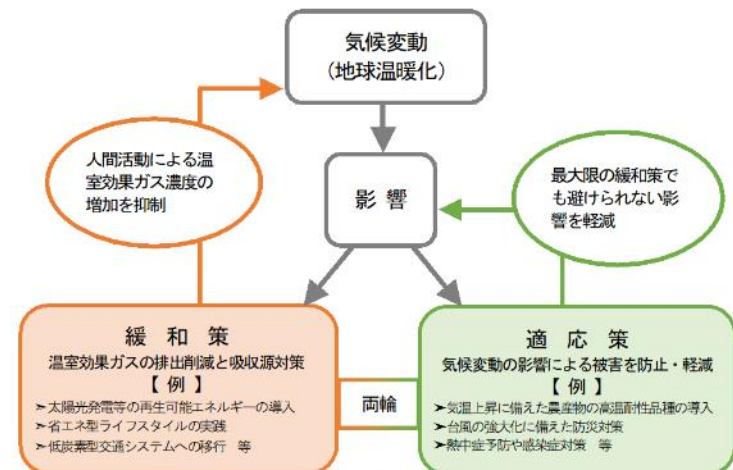 気候変動
（地球温暖化）
人間活動による温
室効果ガス濃度の
増加を抑制
影 響
最大限の緩和策で
も避けられない影
響を軽減
緩 和 策
温室効果ガスの排出削減と吸収源対策
【 例 】
➢太陽光発電等の再生可能エネルギーの導入
➢省エネ型ライフスタイルの実践
➢低炭素型交通システムへの移行 等
両輪
適 応 策
気候変動の影響による被害を防止・軽減
【 例 】
➢気温上昇に備えた農産物の高温耐性品種の導入
➢台風の強大化に備えた防災対策
➢熱中症予防や感染症対策 等